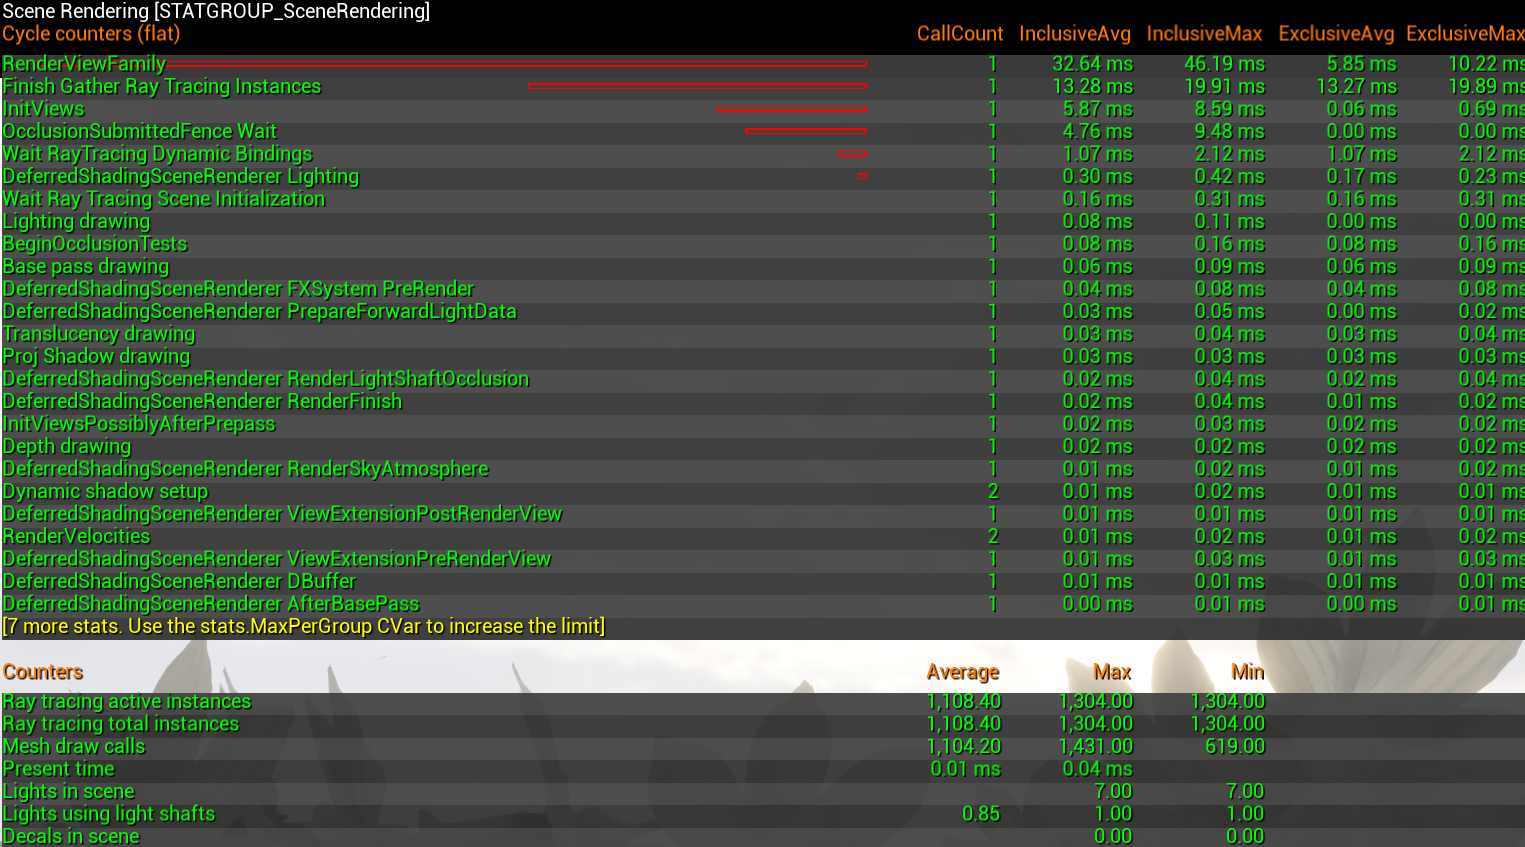 Scene Rendering [STATGROUP_SceneRendering]
Cycle counters (flat) CallCount InclusiveAvg InclusiveMax ExclusiveAvg ExclusiveMax
RenderViewFamily 1 32.64 ms 46.19 ms 5.85 ms 10.22 ms
Finish Gather Ray Tracing Instances 1 13.28 ms 19.91 ms 13.27 ms 19.89 ms
InitViews 1 5.87 ms 8.59 ms 0.06 ms 0.69 ms
OcclusionSubmittedFence Wait 1 4.76 ms 9.48 ms 0.00 ms 0.00 ms
Wait RayTracing Dynamic Bindings 1 1.07 ms 2.12 ms 1.07 ms 2.12 ms
DeferredShadingSceneRenderer Lighting 1 0.30 ms 0.42 ms 0.17 ms 0.23 ms
Wait Ray Tracing Scene Initialization 1 0.16 ms 0.31 ms 0.16 ms 0.31 ms
Lighting drawing 1 0.08 ms 0.11 ms 0.00 ms 0.00 ms
BeginOcclusionTests 1 0.08 ms 0.16 ms 0.08 ms 0.16 ms
Base pass drawing 1 0.06 ms 0.09 ms 0.06 ms 0.09 ms
DeferredShadingSceneRenderer FXSystem PreRender 1 0.04 ms 0.08 ms 0.04 ms 0.08 ms
DeferredShadingSceneRenderer PrepareForwardLightData 1 0.03 ms 0.05 ms 0.00 ms 0.02 ms
Translucency drawing 1 0.03 ms 0.04 ms 0.03 ms 0.04 ms
Proj Shadow drawing 1 0.03 ms 0.03 ms 0.03 ms 0.03 ms
DeferredShadingSceneRenderer RenderLightShaftOcclusion 1 0.02 ms 0.04 ms 0.02 ms 0.04 ms
DeferredShadingSceneRenderer RenderFinish 1 0.02 ms 0.04 ms 0.01 ms 0.02 ms
InitViewsPossiblyAfterPrepass 1 0.02 ms 0.03 ms 0.02 ms 0.02 ms
Depth drawing 1 0.02 ms 0.02 ms 0.02 ms 0.02 ms
DeferredShadingSceneRenderer RenderSkyAtmosphere 1 0.01 ms 0.02 ms 0.01 ms 0.02 ms
Dynamic shadow setup 2 0.01 ms 0.02 ms 0.01 ms 0.01 ms
DeferredShadingSceneRenderer ViewExtensionPostRenderView 1 0.01 ms 0.01 ms 0.01 ms 0.01 ms
RenderVelocities 2 0.01 ms 0.02 ms 0.01 ms 0.02 ms
DeferredShadingSceneRenderer ViewExtensionPreRenderView 1 0.01 ms 0.03 ms 0.01 ms 0.03 ms
DeferredShadingSceneRenderer DBuffer 1 0.01 ms 0.01 ms 0.01 ms 0.01 ms
DeferredShadingSceneRenderer AfterBasePass 1 0.00 ms 0.01 ms 0.00 ms 0.01 ms
[7 more stats. Use the stats.MaxPerGroup CVar to increase the limit]
Counters Average Max Min
Ray tracing active instances 1,108.40 1,304.00 1,304.00
Ray tracing total instances 1,108.40 1,304.00 1,304.00
Mesh draw calls 1,104.20 1,431.00 619.00
Present time 0.01 ms 0.04 ms
Lights in scene 7.00 7.00
Lights using light shafts 0.85 1.00 1.00
Decals in scene 0.00 0.00